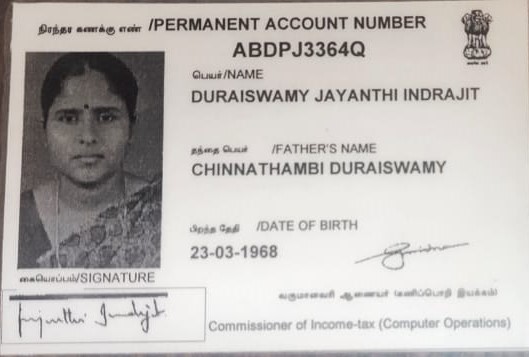 நிரந்தர கணக்கு எண் /PERMANENT ACCOUNT NUMBER
ABDPJ3364Q
பெயர்/NAME
DURAISWAMY JAYANTHI INDRAJIT
தந்தை பெயர் /FATHER'S NAME
CHINNATHAMBI DURAISWAMY
பிறந்த தேதி /DATE OF BIRTH
23-03-1968
கையொப்பம்/SIGNATURE
வருமானவரி ஆணையர் (கணிப்பொறி இயக்கம்)
Indrajit
Commissioner of Income-tax (Computer Operations)